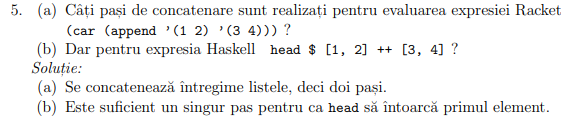 5. (a) Câți pași de concatenare sunt realizați pentru evaluarea expresiei Racket
(car (append '(1 2) '(3 4))) ?
(b) Dar pentru expresia Haskell head $ [1, 2] ++ [3, 4] ?
Soluție:
(a) Se concatenează întregime listele, deci doi pași.
(b) Este suficient un singur pas pentru ca head să întoarcă primul element.